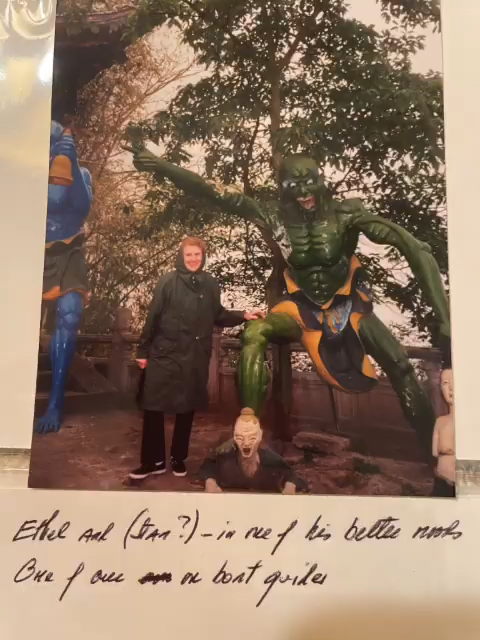 Ethel and (Stan?) – in one of his better moods
One of our on boat guides